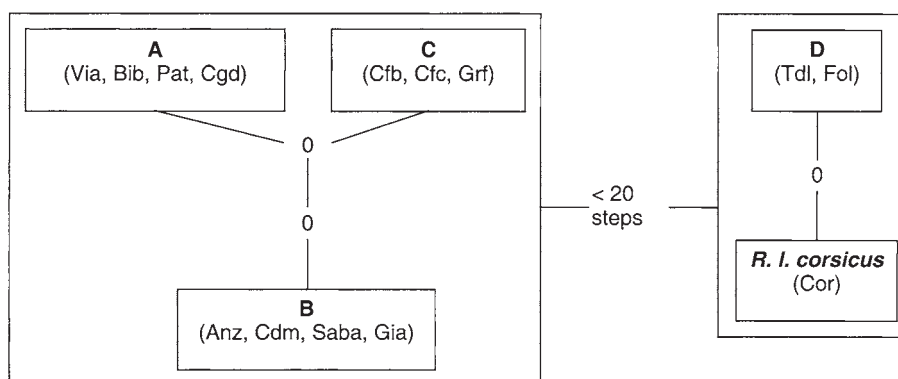 A
(Via, Bib, Pat, Cgd)
C
(Cfb, Cfc, Grf)
0
0
B
(Anz, Cdm, Saba, Gia)
< 20
steps
D
(Tdl, Fol)
0
R. l. corsicus
(Cor)